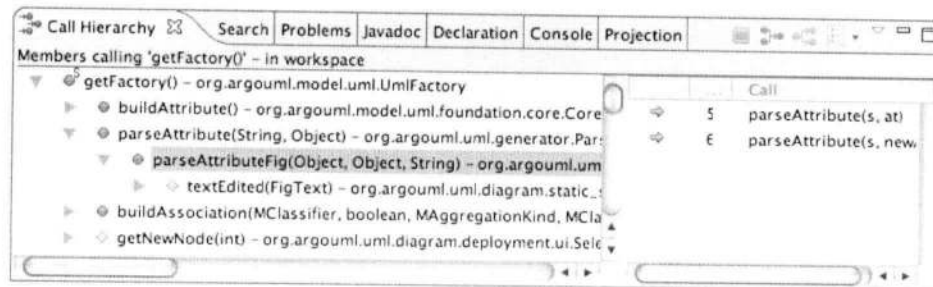 Call Hierarchy Search Problems Javadoc Declaration Console Projection
Members calling 'getFactory()' – in workspace
getFactory() – org.argouml.model.uml.UmlFactory
buildAttribute() – org.argouml.model.uml.foundation.core.Core
parseAttribute(String, Object) – org.argouml.uml.generator.Pars
parseAttributeFig(Object, Object, String) – org.argouml.um
textEdited(FigText) – org.argouml.uml.diagram.static_s
buildAssociation(MClassifier, boolean, MAggregationKind, MCla
getNewNode(int) – org.argouml.uml.diagram.deployment.ui.Sele
... Call
5 parseAttribute(s, at)
parseAttribute(s, new